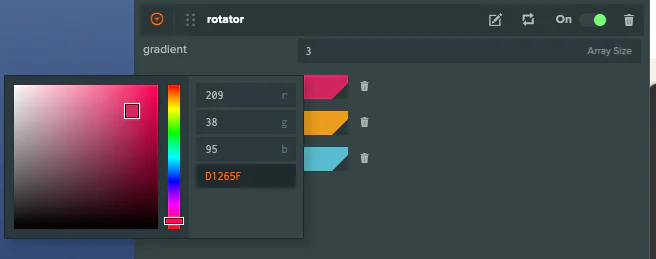 rotator On
gradient 3 Array Size
209 r
38 g
95 b
D1265F